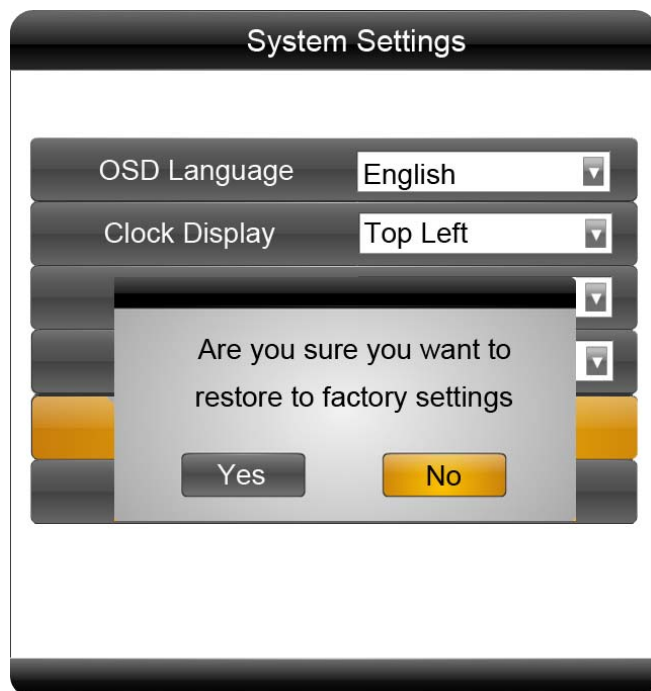 System Settings
OSD Language English
Clock Display Top Left
Are you sure you want to
restore to factory settings
Yes No